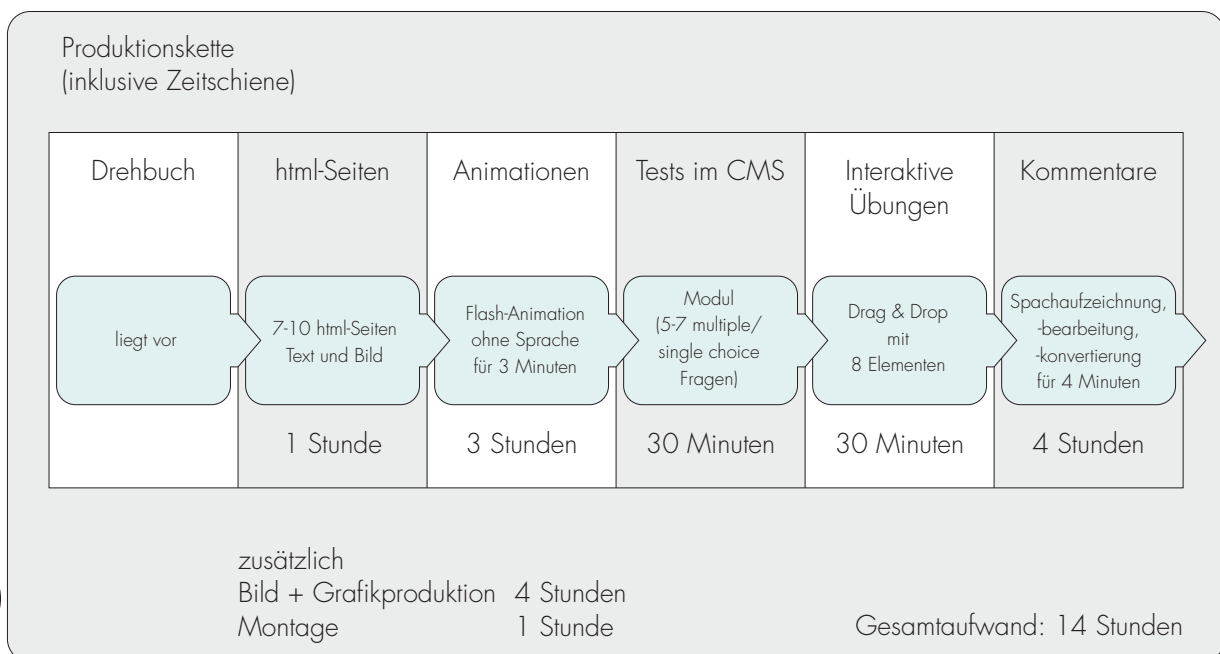 Produktionskette
(inklusive Zeitschiene)
Drehbuch
html-Seiten
Animationen
Tests im CMS
Interaktive
Übungen
Kommentare
liegt vor
7-10 html-Seiten
Text und Bild
Flash-Animation
ohne Sprache
für 3 Minuten
Modul
(5-7 multiple/
single choice
Fragen)
Drag & Drop
mit
8 Elementen
Spachaufzeichnung,
-bearbeitung,
-konvertierung
für 4 Minuten
1 Stunde
3 Stunden
30 Minuten
30 Minuten
4 Stunden
zusätzlich
Bild + Grafikproduktion 4 Stunden
Montage 1 Stunde
Gesamtaufwand: 14 Stunden